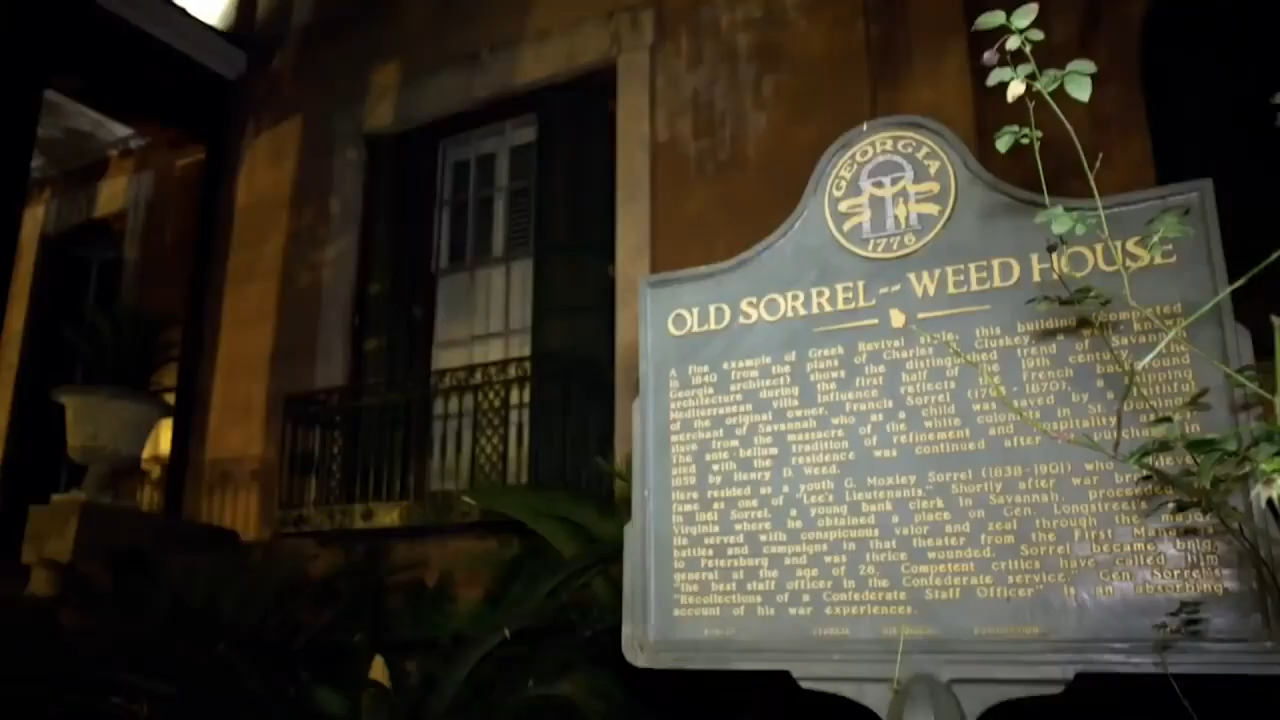 GEORGIA
1776
OLD SORREL-- WEED HOUSE
A fine example of Greek Revival style, this building (completed
in 1840 from the plans of Charles Cluskey, a well-known
Georgia architect) shows the distinguished trend of Savannah
architecture during the first half of the 19th century. The
Mediterranean villa influence reflects the French background
of the original owner, Francis Sorrel (1793-1870), a shipping
merchant of Savannah who as a child was saved by a faithful
slave from the massacre of the white colonists in St. Domingo.
The ante-bellum tradition of refinement and hospitality
ated with the residence was continued after purchase in
1859 by Henry D. Weed.
Here resided as a youth G. Moxley Sorrel (1838-1901) who
fame as one of "Lee's Lieutenants." Shortly after war broke
in 1861 Sorrel, a young bank clerk in Savannah, proceeded
Virginia where he obtained a place on Gen. Longstreet's
He served with conspicuous valor and zeal through the major
battles and campaigns in that theater from the First Manassas
to Petersburg and was thrice wounded. Sorrel became brig.
general at the age of 26. Competent critics have called him
"the best staff officer in the Confederate service." Gen. Sorrel's
"Recollections of a Confederate Staff Officer" is an absorbing
account of his war experiences.